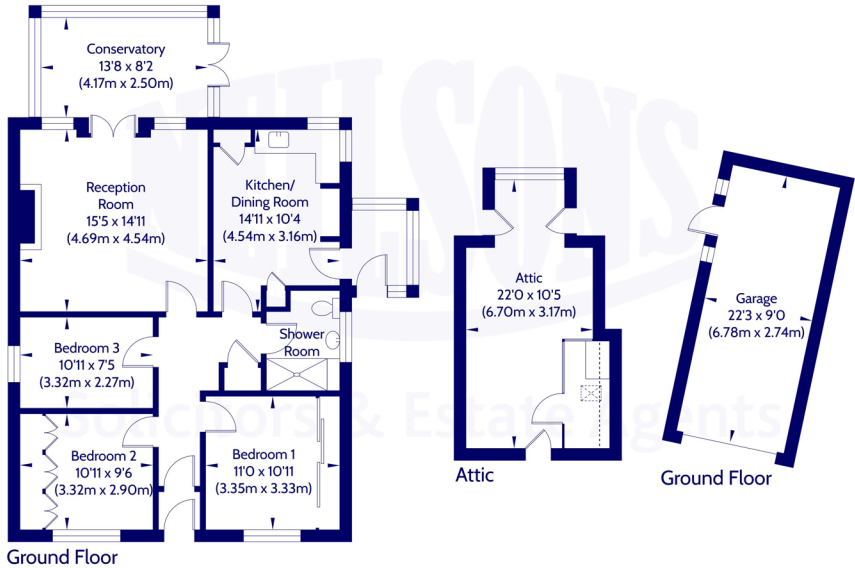 Conservatory
13'8 x 8'2
(4.17m x 2.50m)
NEILSONS
Reception
Room
15'5 x 14'11
(4.69m x 4.54m)
Kitchen/
Dining Room
14'11 x 10'4
(4.54m x 3.16m)
Shower
Room
Bedroom 3
10'11 x 7'5
(3.32m x 2.27m)
Solicitors & Estate Agents
Bedroom 2
10'11 x 9'6
(3.32m x 2.90m)
Bedroom 1
11'0 x 10'11
(3.35m x 3.33m)
Ground Floor
Attic
22'0 x 10'5
(6.70m x 3.17m)
Attic
Garage
22'3 x 9'0
(6.78m x 2.74m)
Ground Floor